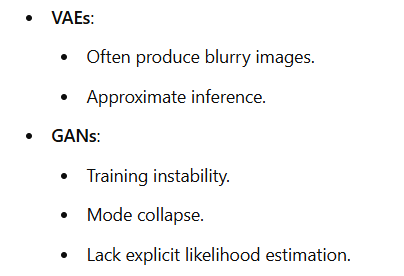 • VAEs:
• Often produce blurry images.
• Approximate inference.
• GANs:
• Training instability.
• Mode collapse.
• Lack explicit likelihood estimation.